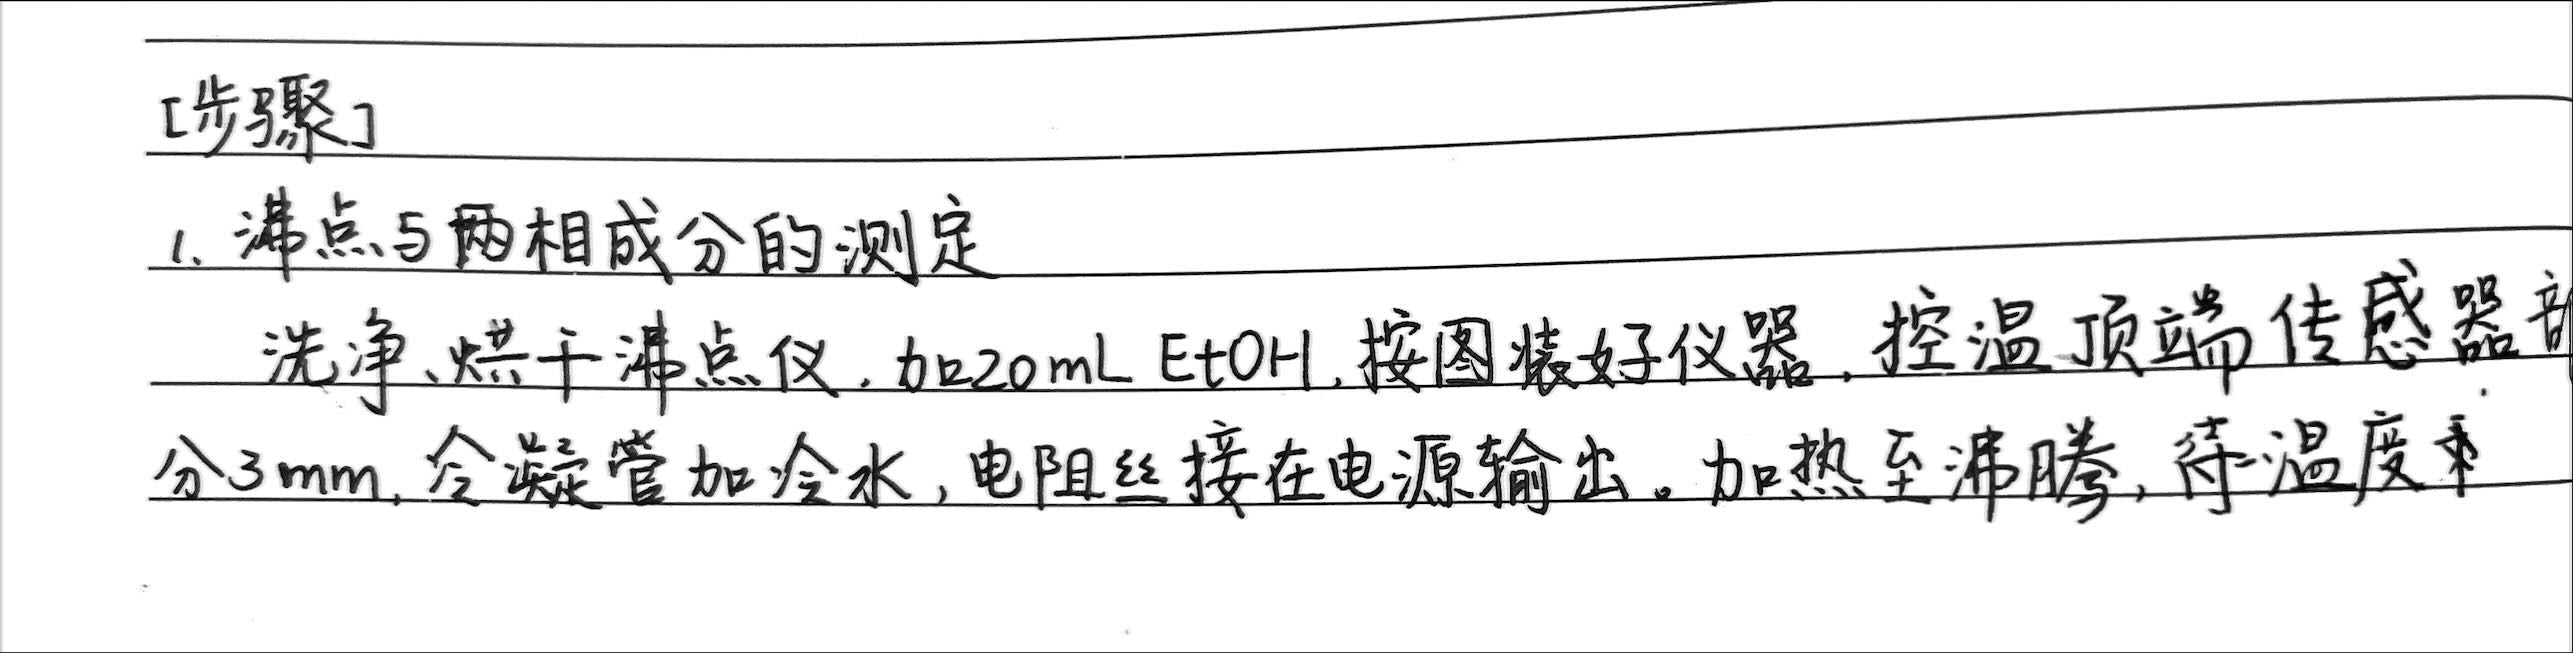 [步骤]
1. 沸点与两相成分的测定
洗净、烘干沸点仪，加20mL EtOH，按图装好仪器，控温顶端传感器部
分3mm，冷凝管加冷水，电阻丝接在电源输出。加热至沸腾，待温度